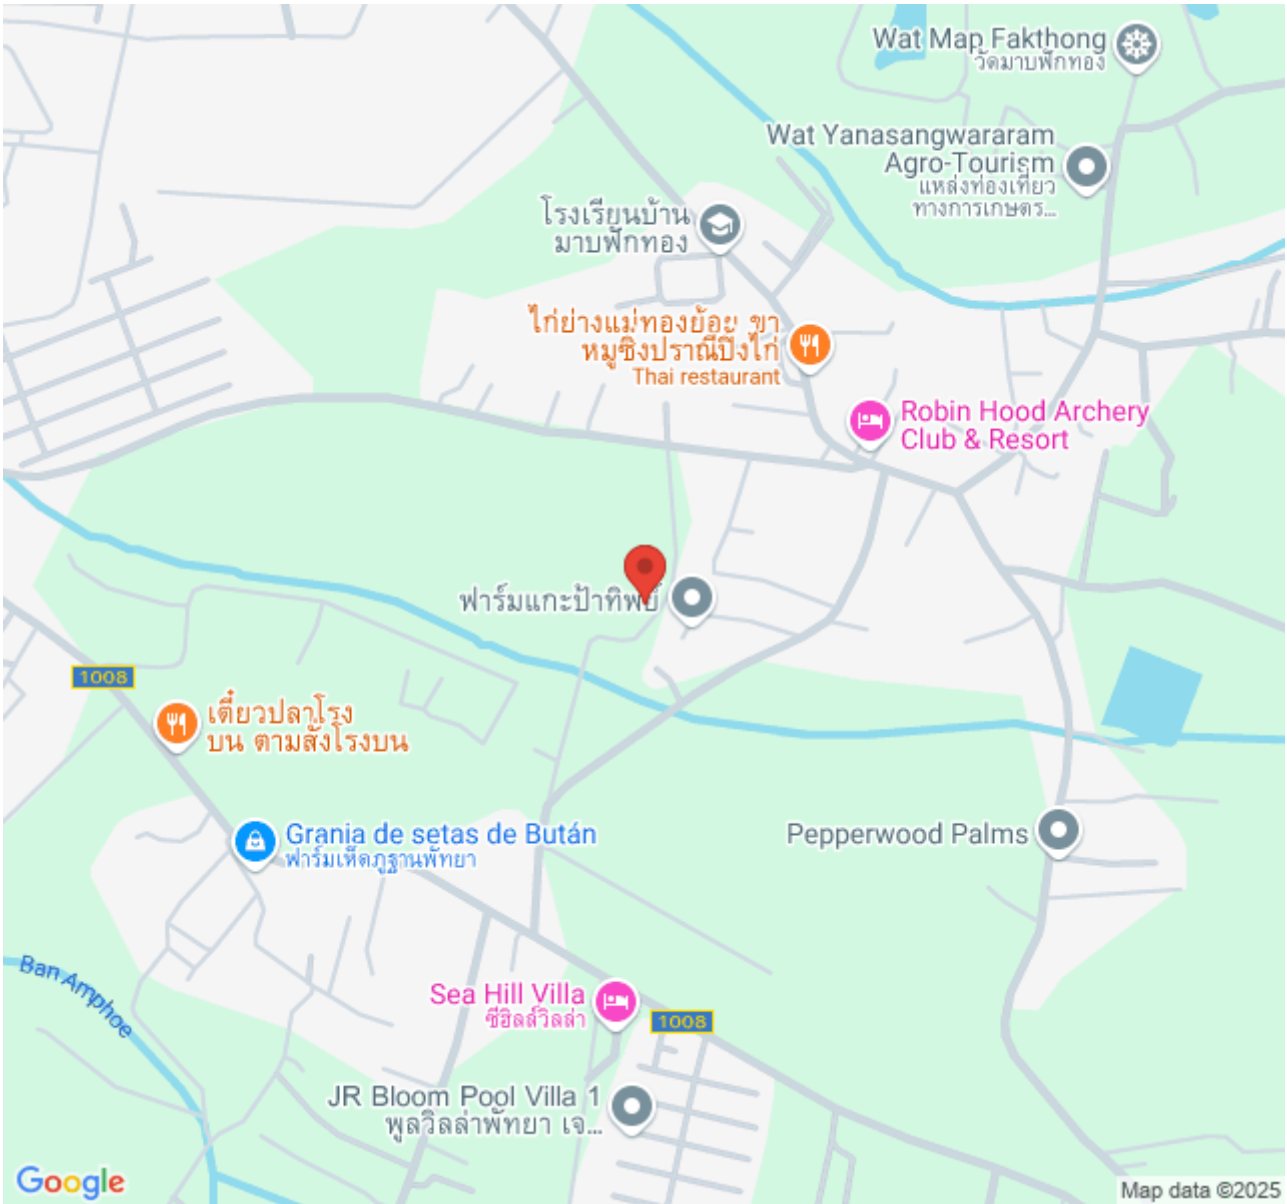 Wat Map Fakthong
วัดมาบฟักทอง
Wat Yanasangwararam
Agro-Tourism
แหล่งท่องเที่ยว
ทางการเกษตร...
โรงเรียนบ้าน
มาบฟักทอง
ไก่ย่างแม่ทองย้อย ขา
หมูซิ่งปราณีปิ้งไก่
Thai restaurant
Robin Hood Archery
Club & Resort
ฟาร์มแกะป้าทิพย์
1008
เตี๋ยวปลาโรง
บน ตามสั่งโรงบน
Granja de setas de Bután
ฟาร์มเห็ดภูฐานพัทยา
Pepperwood Palms
Ban Amphoe
Sea Hill Villa
ซีฮิลล์วิลล่า
1008
JR Bloom Pool Villa 1
พูลวิลล่าพัทยา เจ...
Google
Map data ©2025